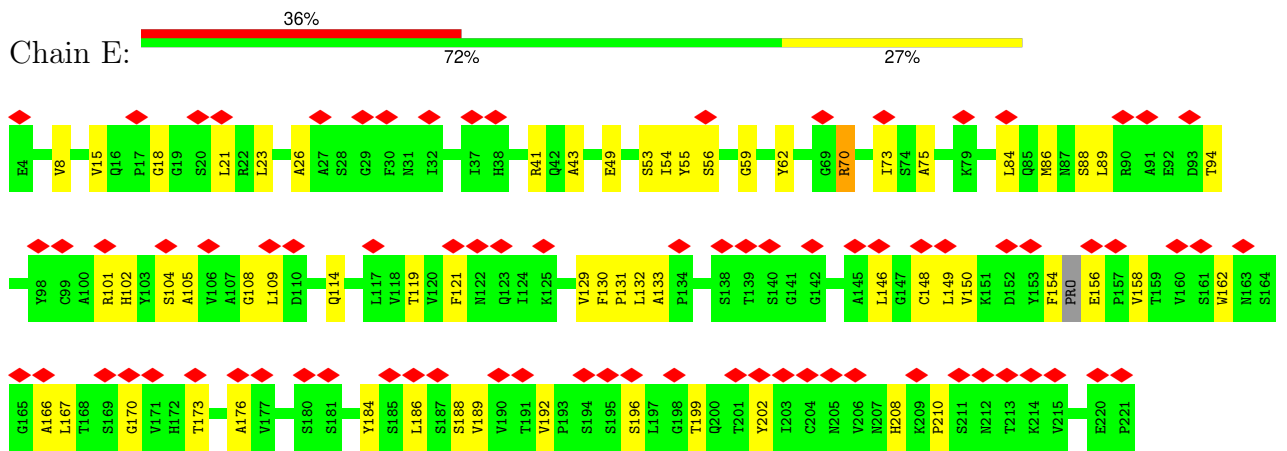 36%
Chain E:
72% 27%
E4 V8 V15 Q16 P17 G18 G19 S20 L21 R22 L23 A26 A27 S28 G29 F30 N31 I32 I37 H38 R41 Q42 A43 E49 S53 I54 Y55 S56 G59 Y62 G69 R70 I73 S74 A75 K79 L84 Q85 M86 N87 S88 L89 R90 A91 E92 D93 T94
Y98 C99 A100 R101 H102 Y103 S104 A105 V106 A107 G108 L109 D110 Q114 L117 V118 T119 V120 F121 N122 Q123 I124 K125 V129 F130 P131 L132 A133 P134 S138 T139 S140 G141 G142 A145 L146 G147 C148 L149 V150 K151 D152 Y153 F154 PRO E156 P157 V158 T159 V160 S161 W162 N163 S164
G165 A166 L167 T168 S169 G170 V171 H172 T173 A176 V177 S180 S181 Y184 S185 L186 S187 S188 V189 V190 T191 V192 P193 S194 S195 S196 L197 G198 T199 Q200 T201 Y202 I203 C204 N205 V206 N207 H208 K209 P210 S211 N212 T213 K214 V215 E220 P221